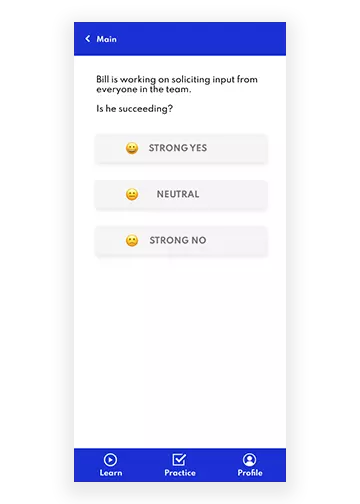 Main
Bill is working on soliciting input from
everyone in the team.
Is he succeeding?
STRONG YES
NEUTRAL
STRONG NO
Learn
Practice
Profile